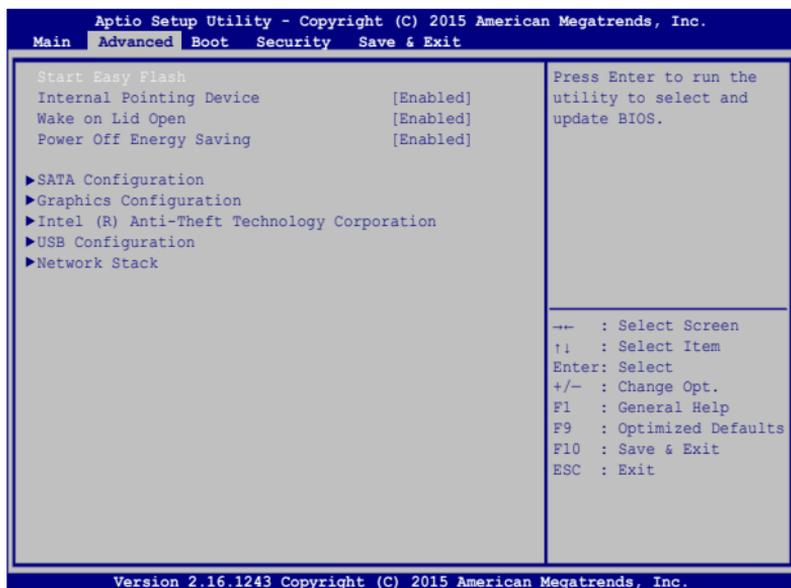 Aptio Setup Utility - Copyright (C) 2015 American Megatrends, Inc.
Main Advanced Boot Security Save & Exit
Start Easy Flash
Internal Pointing Device [Enabled]
Wake on Lid Open [Enabled]
Power Off Energy Saving [Enabled]
▶SATA Configuration
▶Graphics Configuration
▶Intel (R) Anti-Theft Technology Corporation
▶USB Configuration
▶Network Stack
Press Enter to run the
utility to select and
update BIOS.
→← : Select Screen
↑↓ : Select Item
Enter: Select
+/— : Change Opt.
F1 : General Help
F9 : Optimized Defaults
F10 : Save & Exit
ESC : Exit
Version 2.16.1243 Copyright (C) 2015 American Megatrends, Inc.